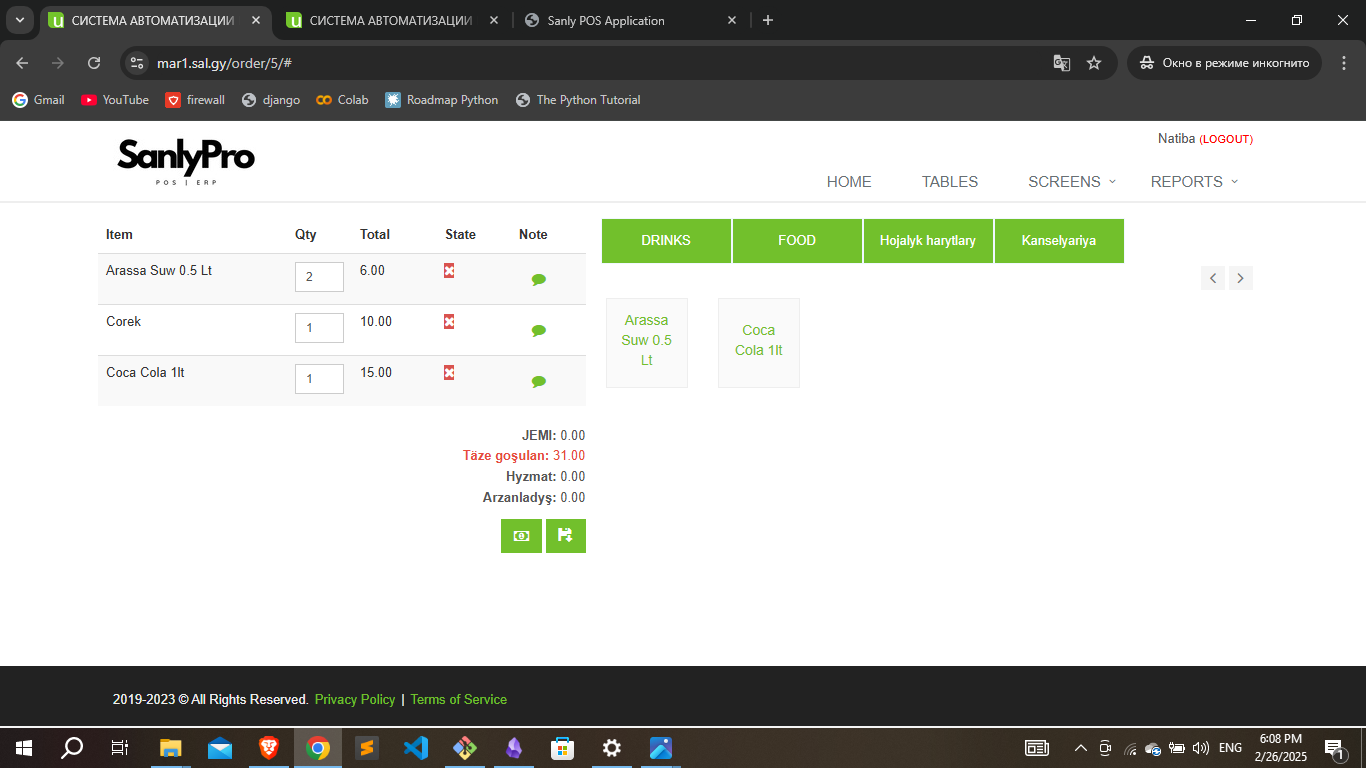 СИСТЕМА АВТОМАТИЗАЦИИ
СИСТЕМА АВТОМАТИЗАЦИИ
Sanly POS Application
mar1.sal.gy/order/5/#
Окно в режиме инкогнито
Gmail
YouTube
firewall
django
Colab
Roadmap Python
The Python Tutorial
SanlyPro
POS | ERP
Natiba (LOGOUT)
HOME TABLES SCREENS REPORTS
Item Qty Total State Note
Arassa Suw 0.5 Lt 2 6.00
Corek 1 10.00
Coca Cola 1lt 1 15.00
JEMI: 0.00
Täze goşulan: 31.00
Hyzmat: 0.00
Arzanladyş: 0.00
DRINKS FOOD Hojalyk harytlary Kanselyariya
Arassa
Suw 0.5
Lt
Coca
Cola 1lt
2019-2023 © All Rights Reserved. Privacy Policy | Terms of Service
ENG
6:08 PM
2/26/2025
1